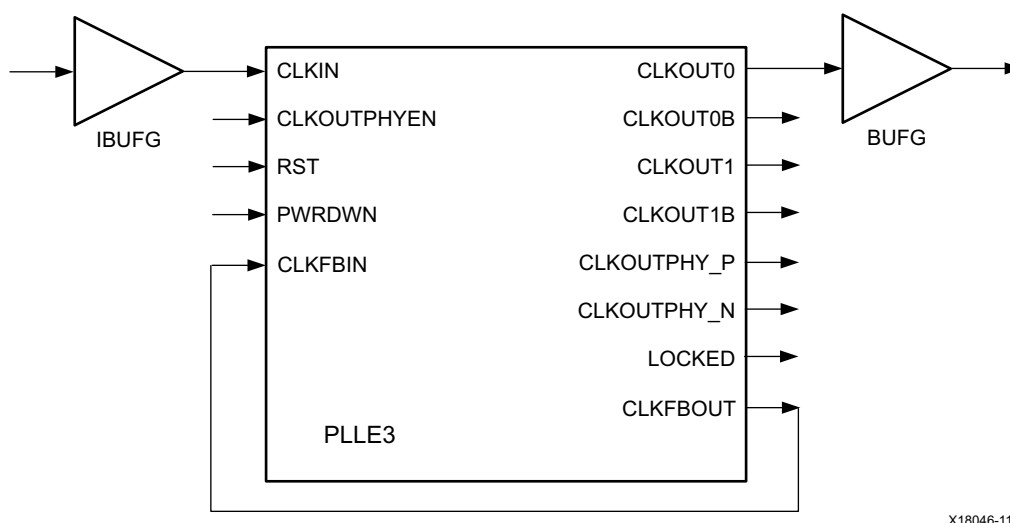 CLKIN
CLKOUT0
CLKOUTPHYEN
CLKOUT0B
IBUFG
BUFG
RST
CLKOUT1
PWRDWN
CLKOUT1B
CLKFBIN
CLKOUTPHY_P
CLKOUTPHY_N
LOCKED
CLKFBOUT
PLLE3
X18046-11